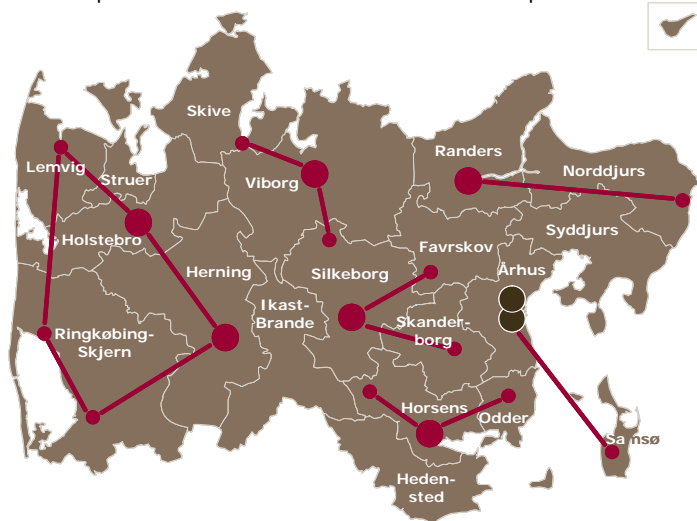 Skive
Randers
Lemvig
Struer
Viborg
Norddjurs
Syddjurs
Holstebro
Favrskov
Herning
Silkeborg
Århus
Ikast-
Brande
Ringkøbing-
Skjern
Skander-
borg
Horsens
Odder
Samsø
Heden-
sted